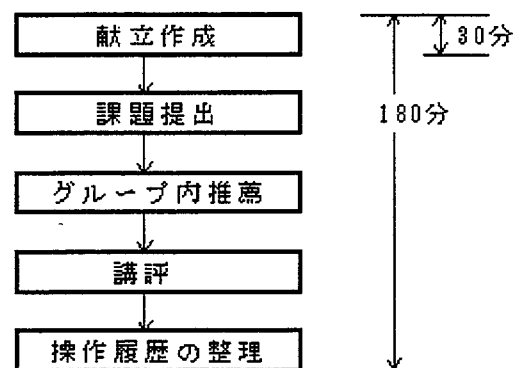 献立作成
30分
課題提出
180分
グループ内推薦
講評
操作履歴の整理